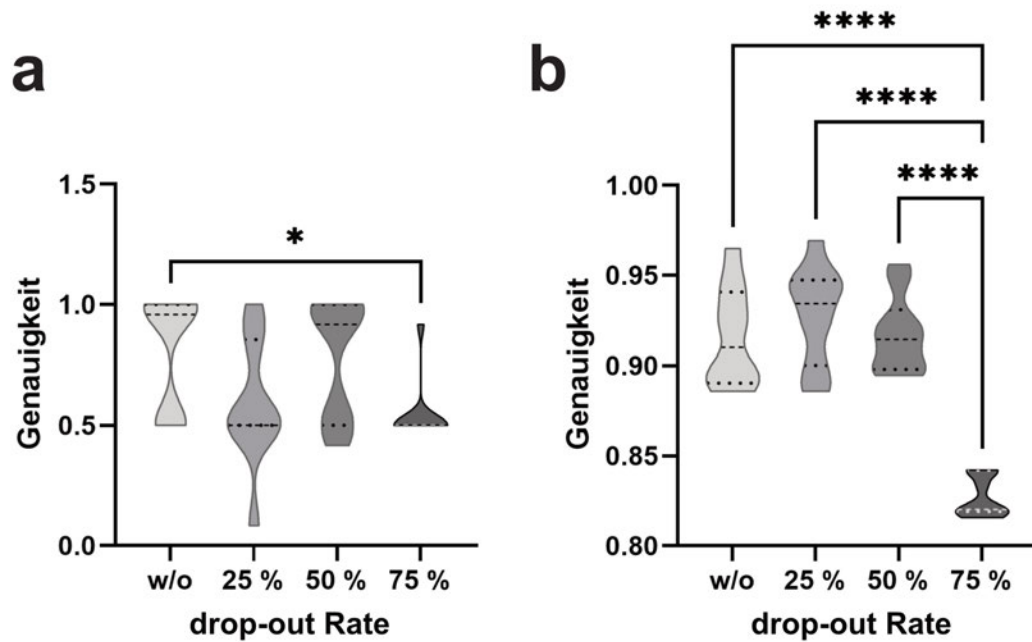 a
Genauigkeit
1.5
1.0
0.5
0.0
*
w/o 25 % 50 % 75 %
drop-out Rate
b
Genauigkeit
1.00
0.95
0.90
0.85
0.80
****
****
****
w/o 25 % 50 % 75 %
drop-out Rate